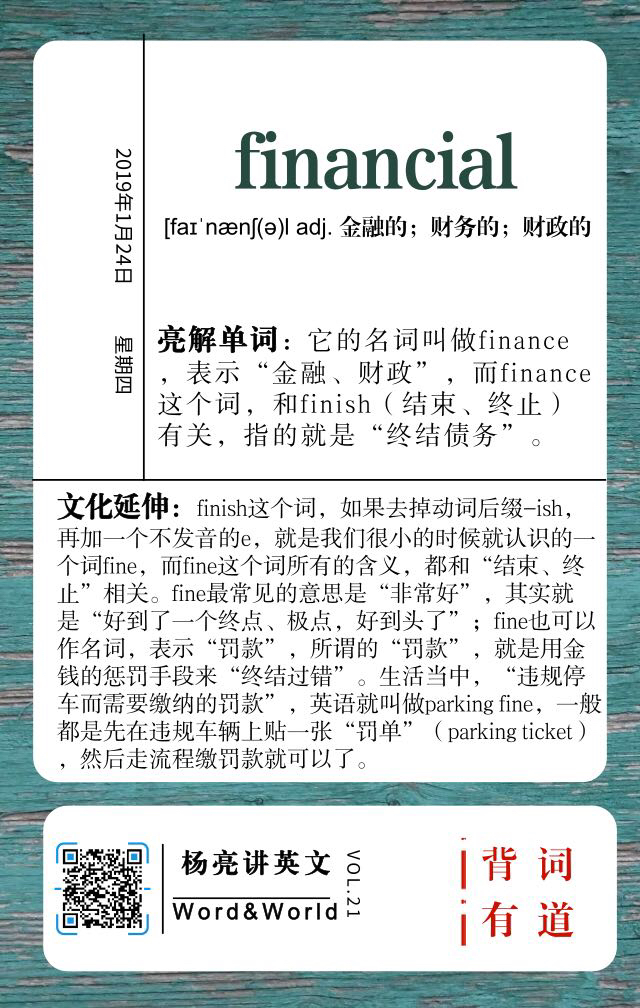 financial
[faɪˈnænʃ(ə)l adj. 金融的；财务的；财政的
2019年1月24日
星期四
亮解单词：它的名词叫做finance
，表示“金融、财政”，而finance
这个词，和finish（结束、终止）
有关，指的就是“终结债务”。
文化延伸：finish这个词，如果去掉动词后缀-ish，
再加一个不发音的e，就是我们很小的时候就认识的一
个词fine，而fine这个词所有的含义，都和“结束、终
止”相关。fine最常见的意思是“非常好”，其实就
是“好到了一个终点、极点，好到头了”；fine也可以
作名词，表示“罚款”，所谓的“罚款”，就是用金
钱的惩罚手段来“终结过错”。生活当中，“违规停
车而需要缴纳的罚款”，英语就叫做parking fine，一般
都是先在违规车辆上贴一张“罚单”（parking ticket）
，然后走流程缴罚款就可以了。
杨亮讲英文
Word&World
VOL.21
背词
有道